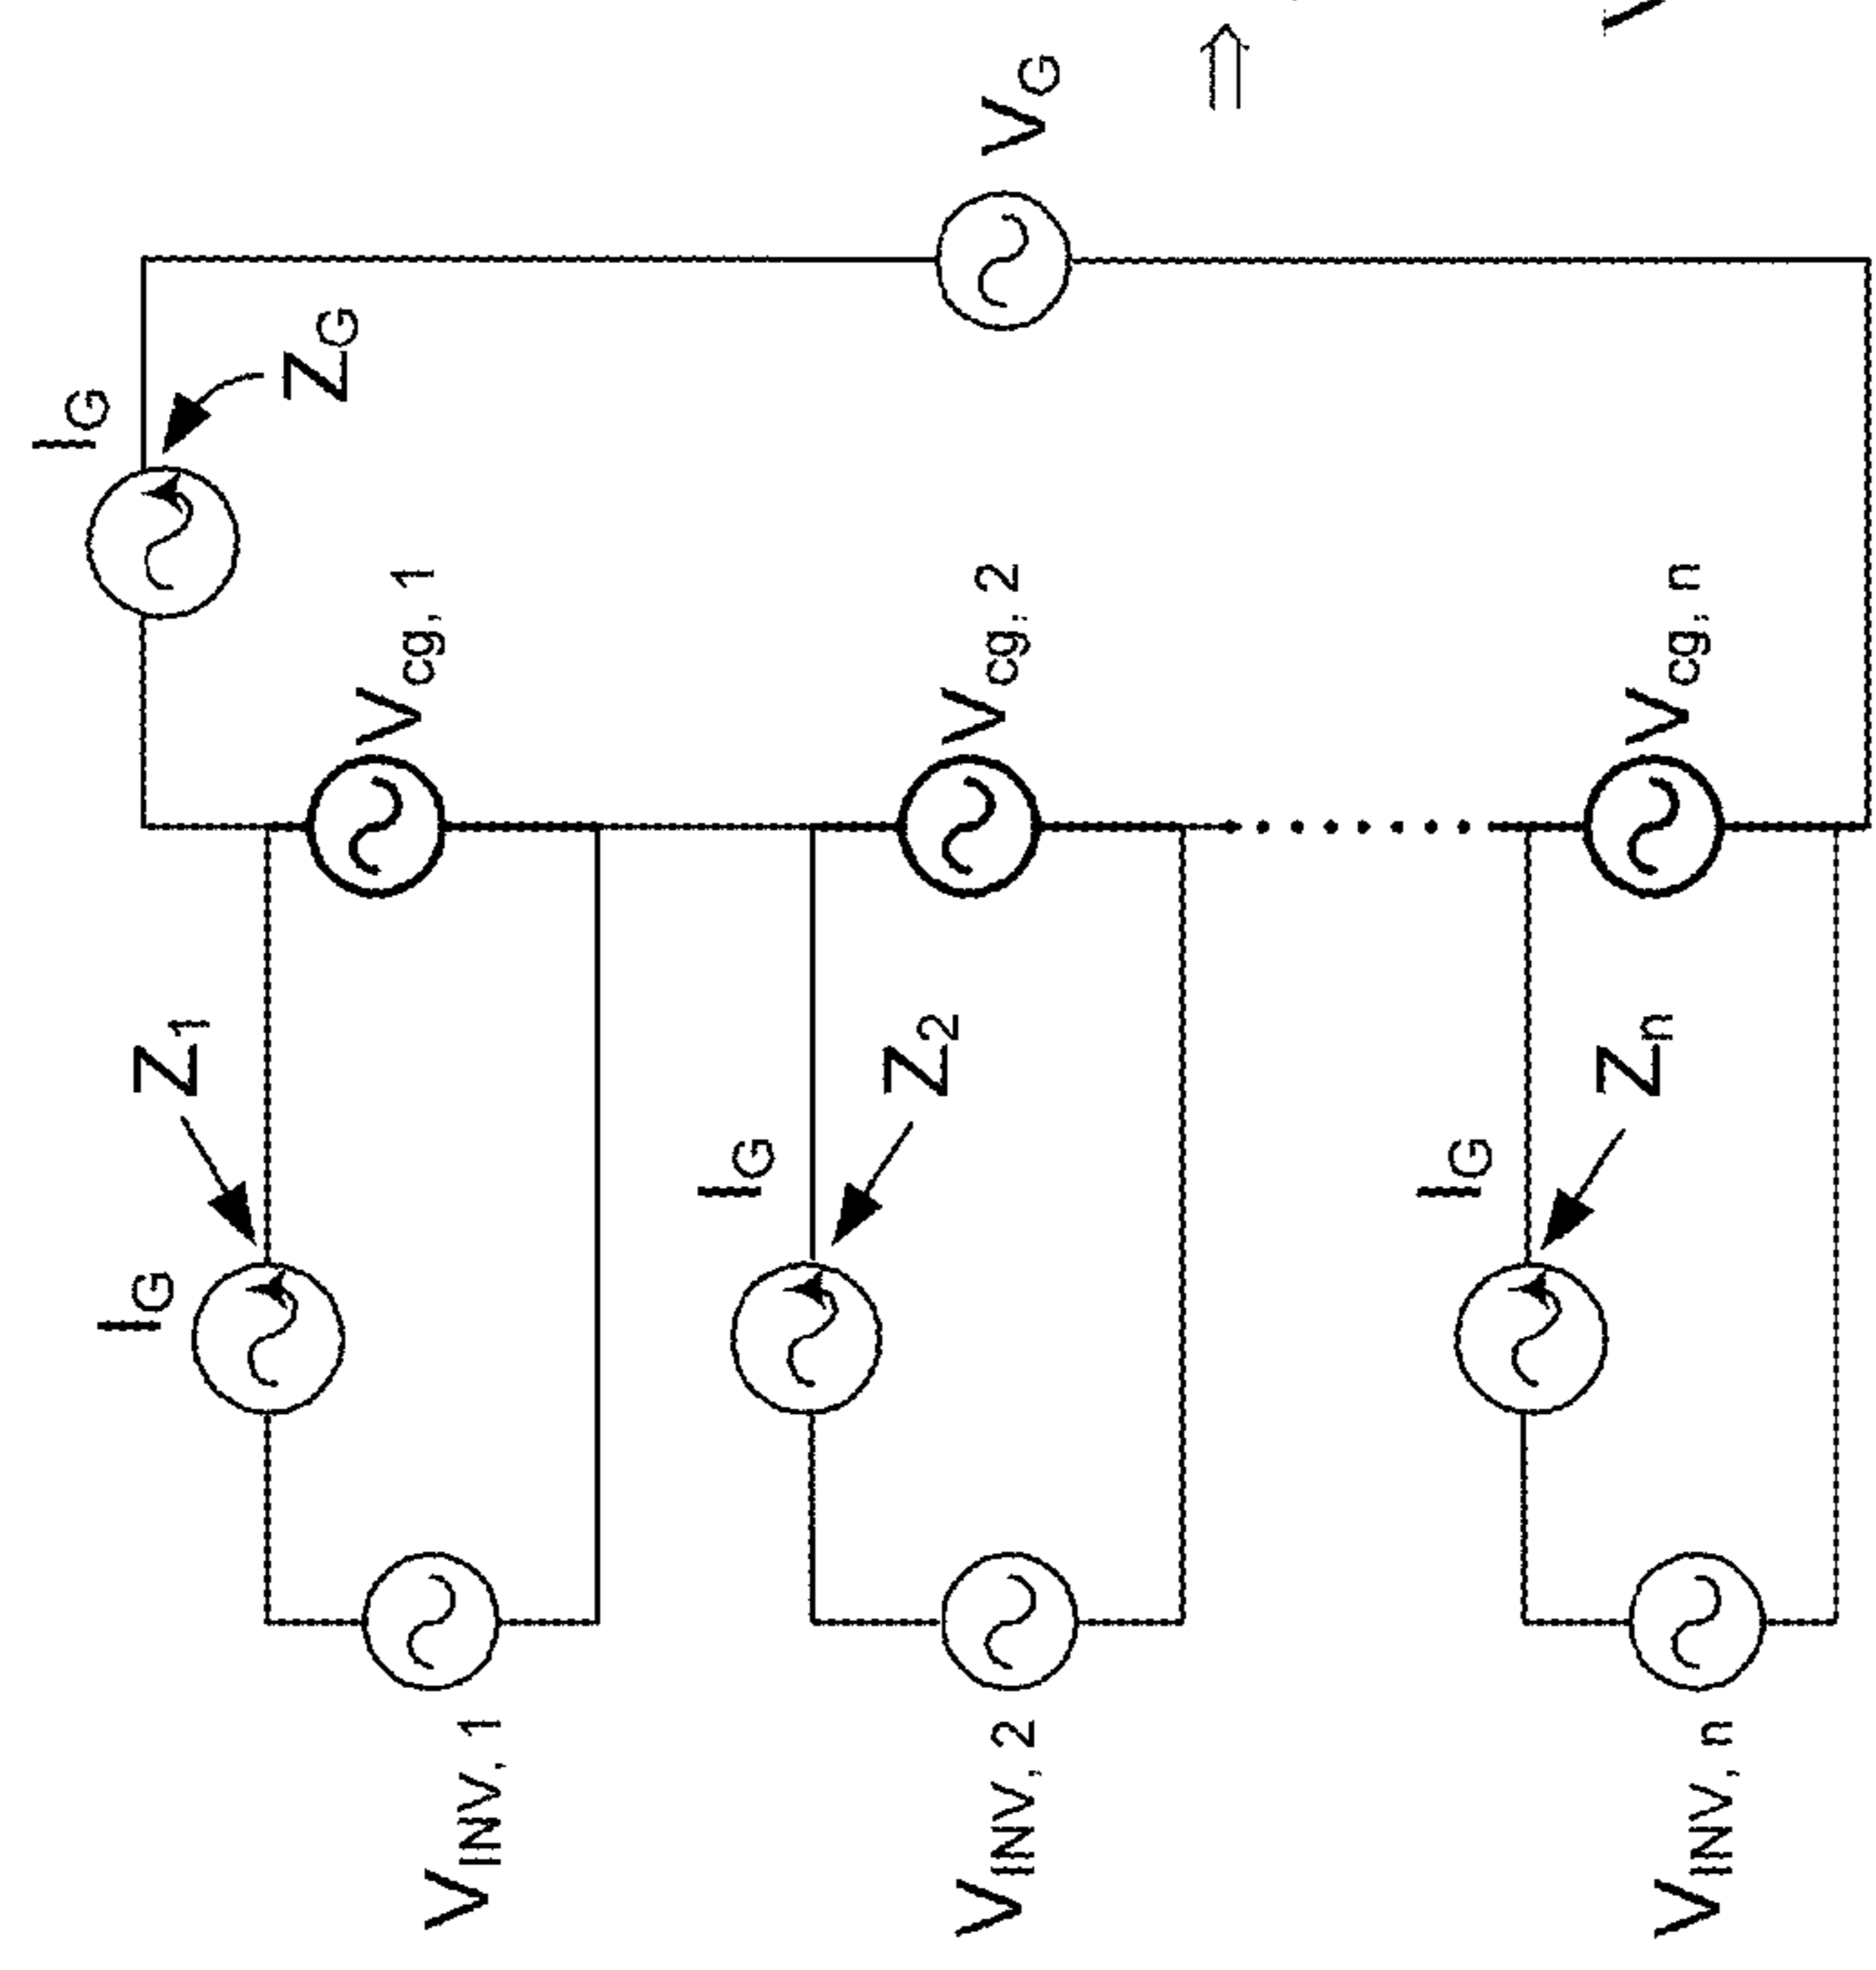 I_G
Z_G
V_G
Z_1
I_G
V_cg, 1
V_INV, 1
I_G
Z_2
V_cg, 2
V_INV, 2
I_G
Z_n
V_cg, n
V_INV, n